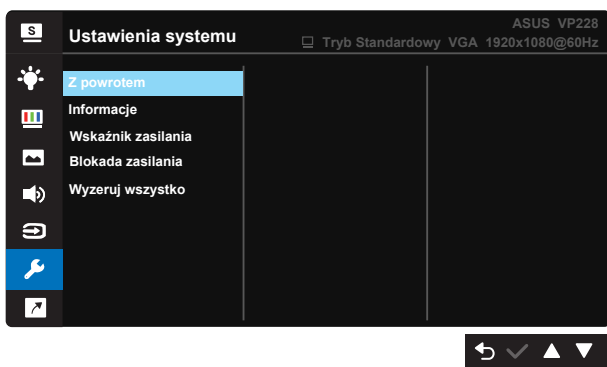 S
Ustawienia systemu
ASUS VP228
Tryb Standardowy VGA 1920x1080@60Hz
Z powrotem
Informacje
Wskaźnik zasilania
Blokada zasilania
Wyzeruj wszystko